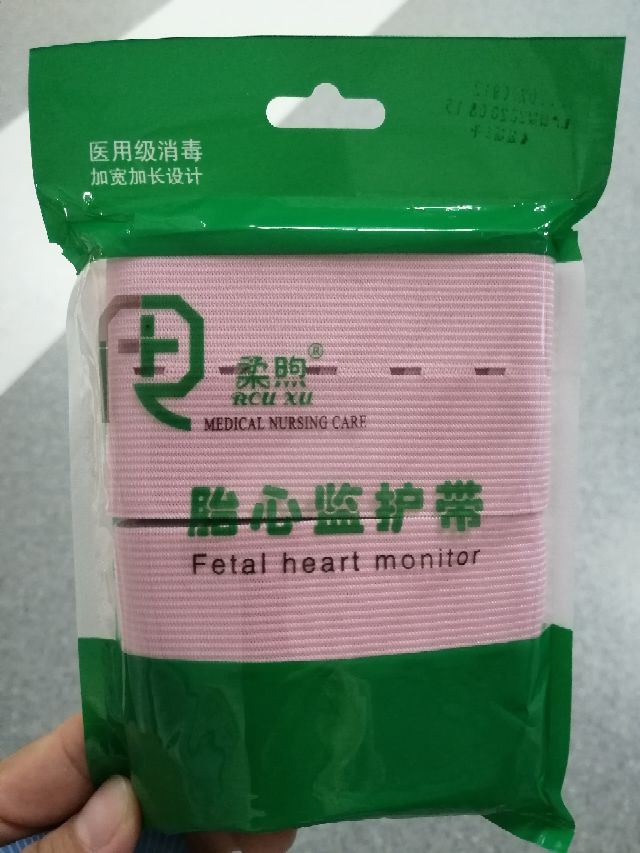 医用级消毒
加宽加长设计
柔煦®
ROU XU
MEDICAL NURSING CARE
胎心监护带
Fetal heart monitor